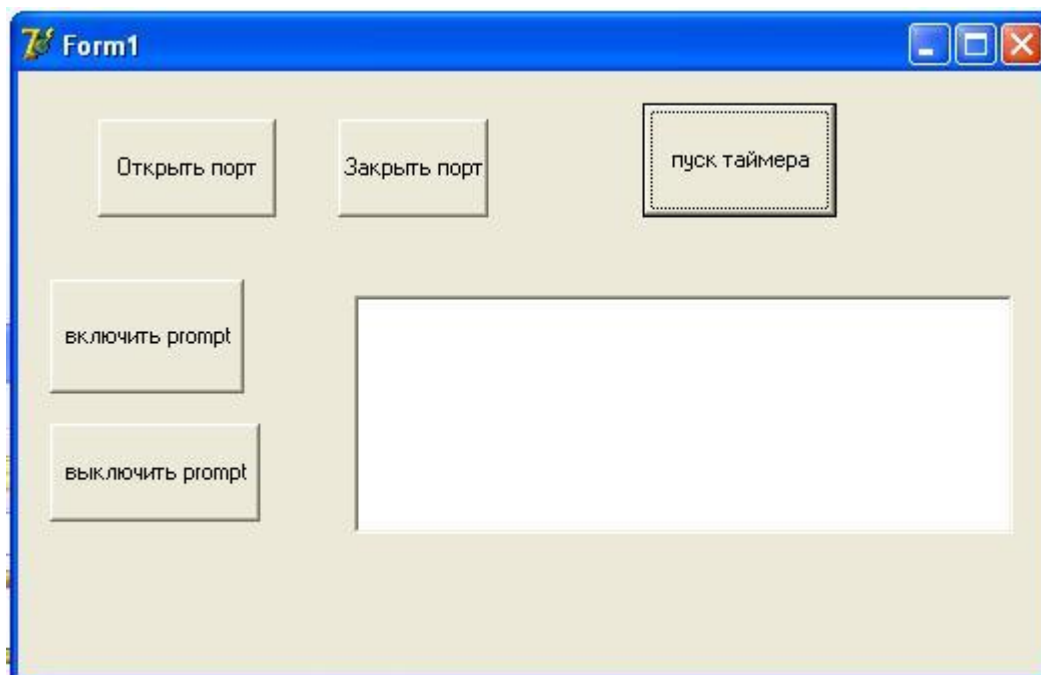 Form1
Открыть порт
Закрыть порт
пуск таймера
включить prompt
выключить prompt